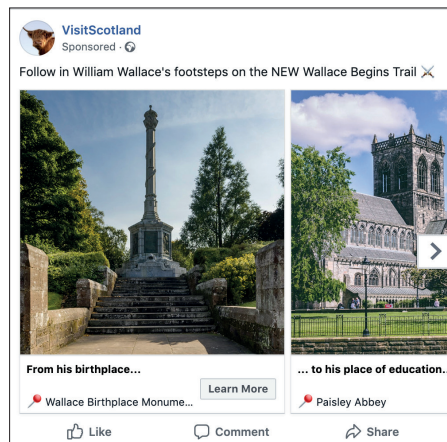 VisitScotland
Sponsored ·
Follow in William Wallace's footsteps on the NEW Wallace Begins Trail ⚔️
From his birthplace...
Learn More
📍 Wallace Birthplace Monume...
... to his place of education..
📍 Paisley Abbey
Like
Comment
Share